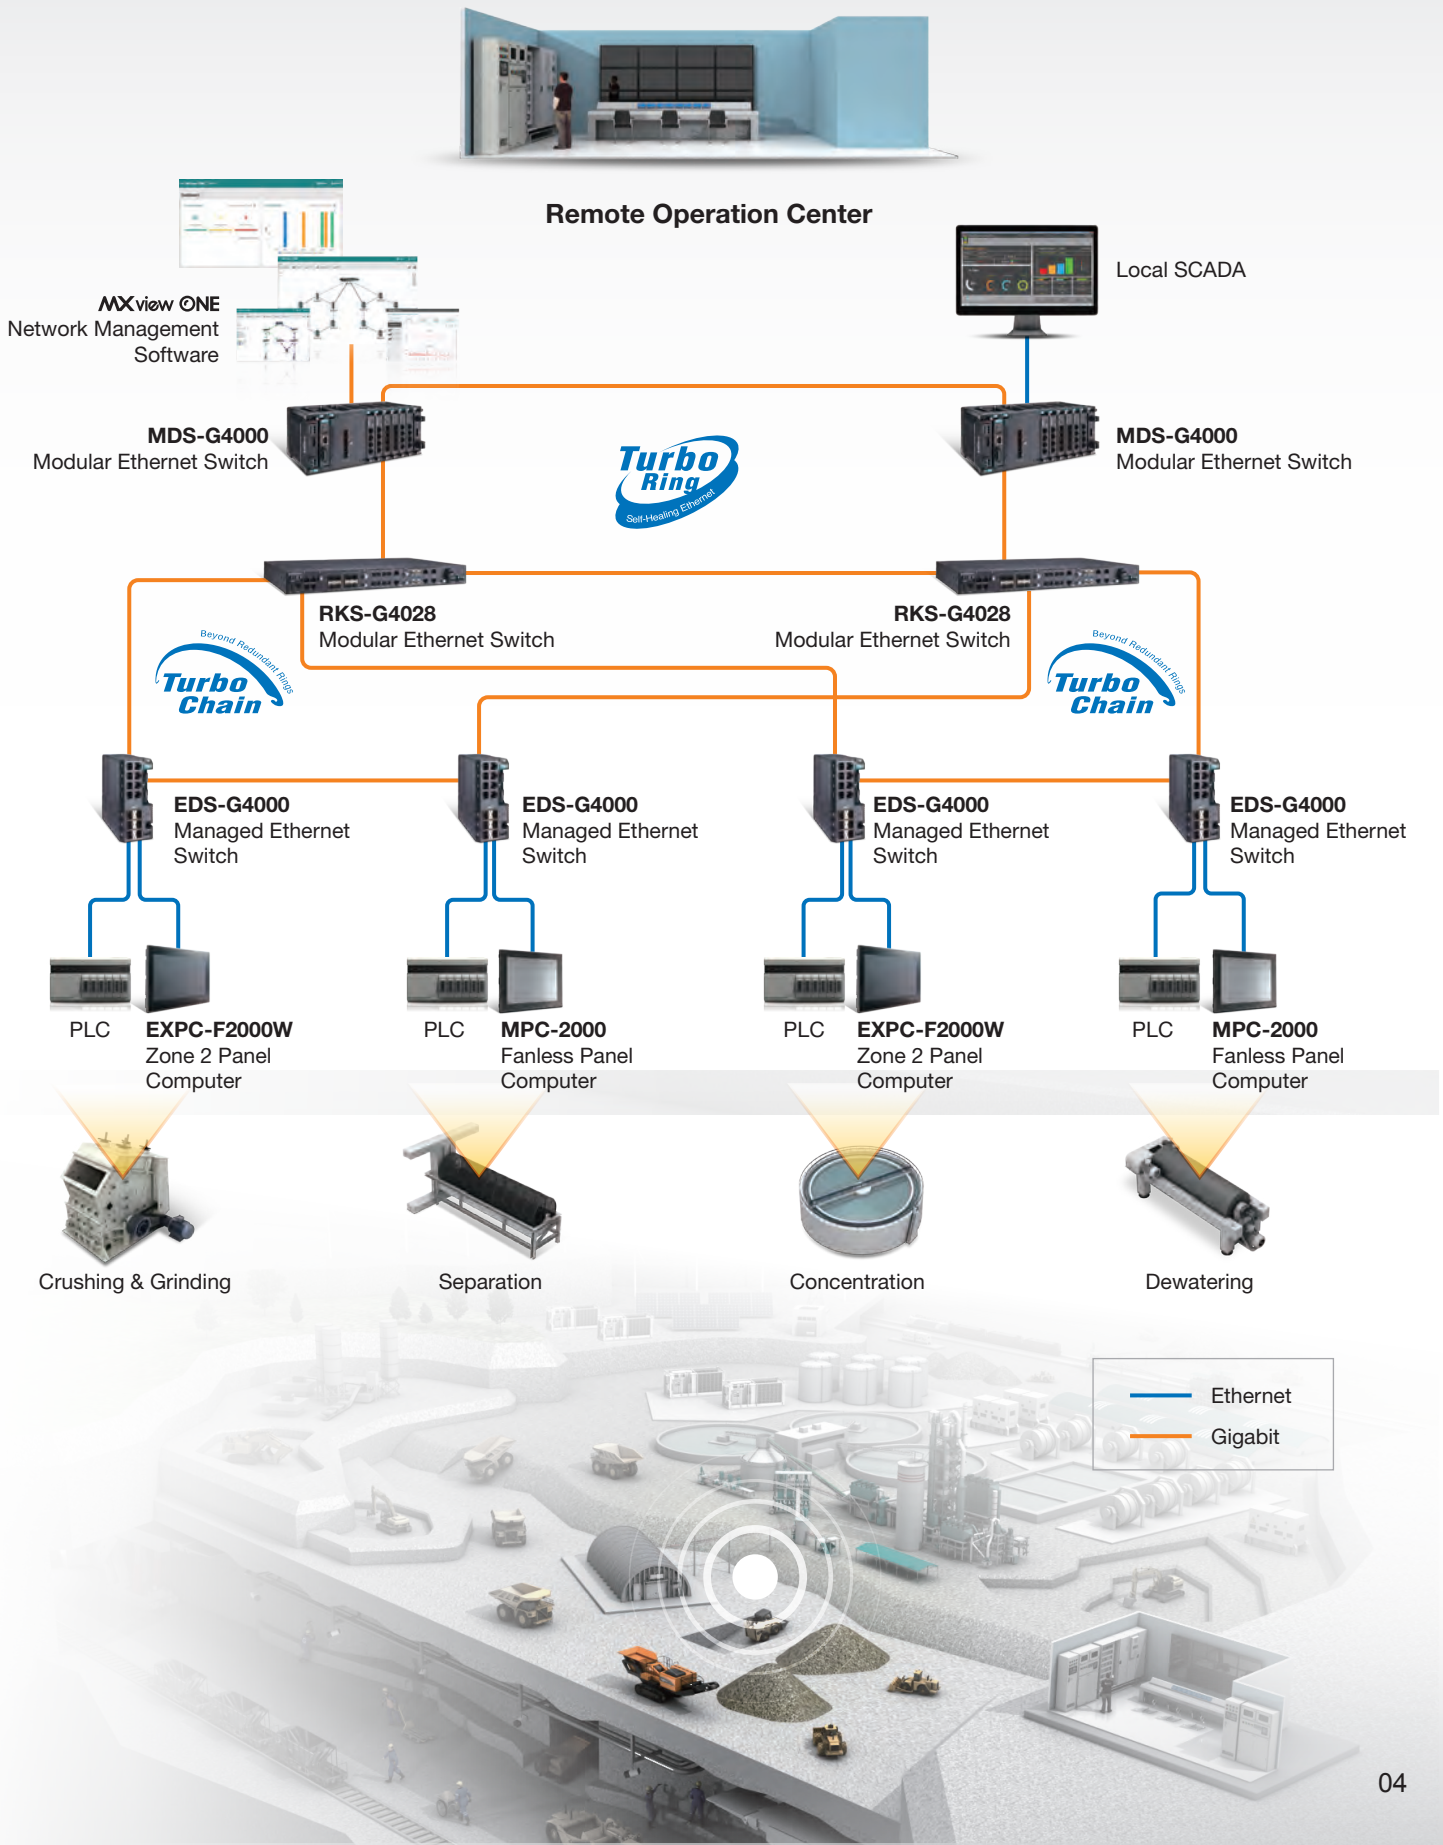 Remote Operation Center
Local SCADA
MXview ONE
Network Management
Software
MDS-G4000
Modular Ethernet Switch
MDS-G4000
Modular Ethernet Switch
Turbo
Ring
Self-Healing Ethernet
RKS-G4028
Modular Ethernet Switch
RKS-G4028
Modular Ethernet Switch
Beyond Redundant Rings
Turbo
Chain
Beyond Redundant Rings
Turbo
Chain
EDS-G4000
Managed Ethernet
Switch
EDS-G4000
Managed Ethernet
Switch
EDS-G4000
Managed Ethernet
Switch
EDS-G4000
Managed Ethernet
Switch
PLC
EXPC-F2000W
Zone 2 Panel
Computer
PLC
MPC-2000
Fanless Panel
Computer
PLC
EXPC-F2000W
Zone 2 Panel
Computer
PLC
MPC-2000
Fanless Panel
Computer
Crushing & Grinding
Separation
Concentration
Dewatering
Ethernet
Gigabit
04